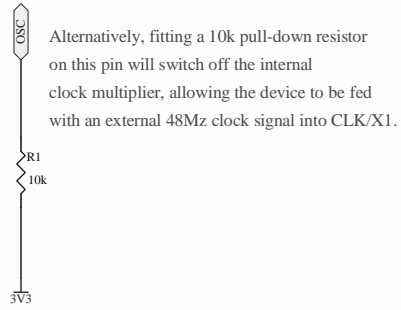 OSC
Alternatively, fitting a 10k pull-down resistor
on this pin will switch off the internal
clock multiplier, allowing the device to be fed
with an external 48Mz clock signal into CLK/X1.
R1
10k
3V3